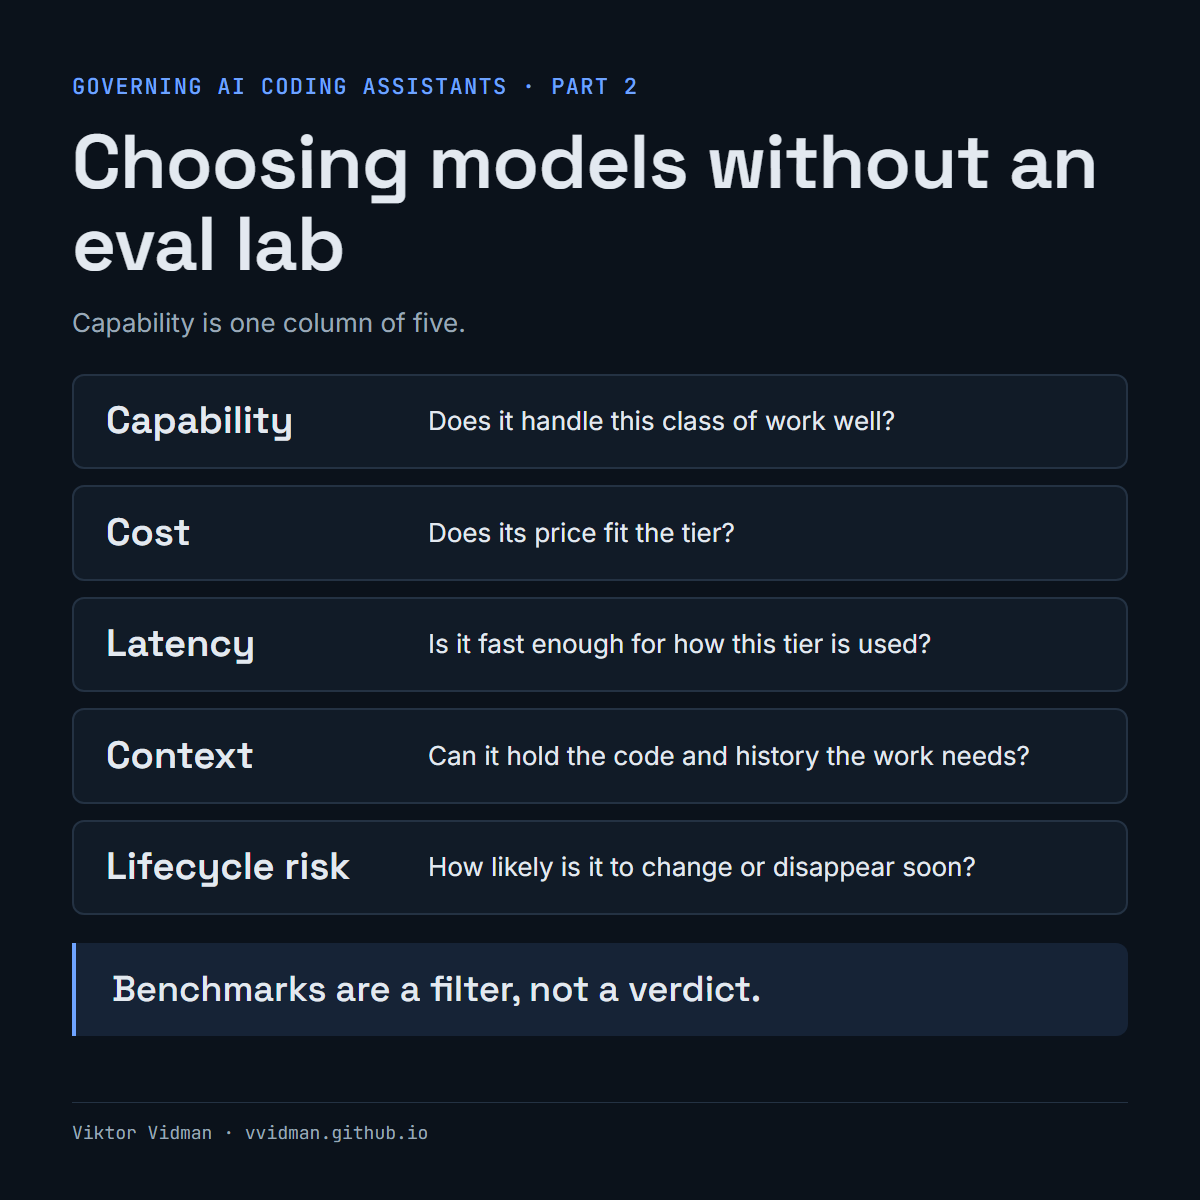 GOVERNING AI CODING ASSISTANTS · PART 2
Choosing models without an
eval lab
Capability is one column of five.
Capability
Does it handle this class of work well?
Cost
Does its price fit the tier?
Latency
Is it fast enough for how this tier is used?
Context
Can it hold the code and history the work needs?
Lifecycle risk
How likely is it to change or disappear soon?
Benchmarks are a filter, not a verdict.
Viktor Vidman · vvidman.github.io